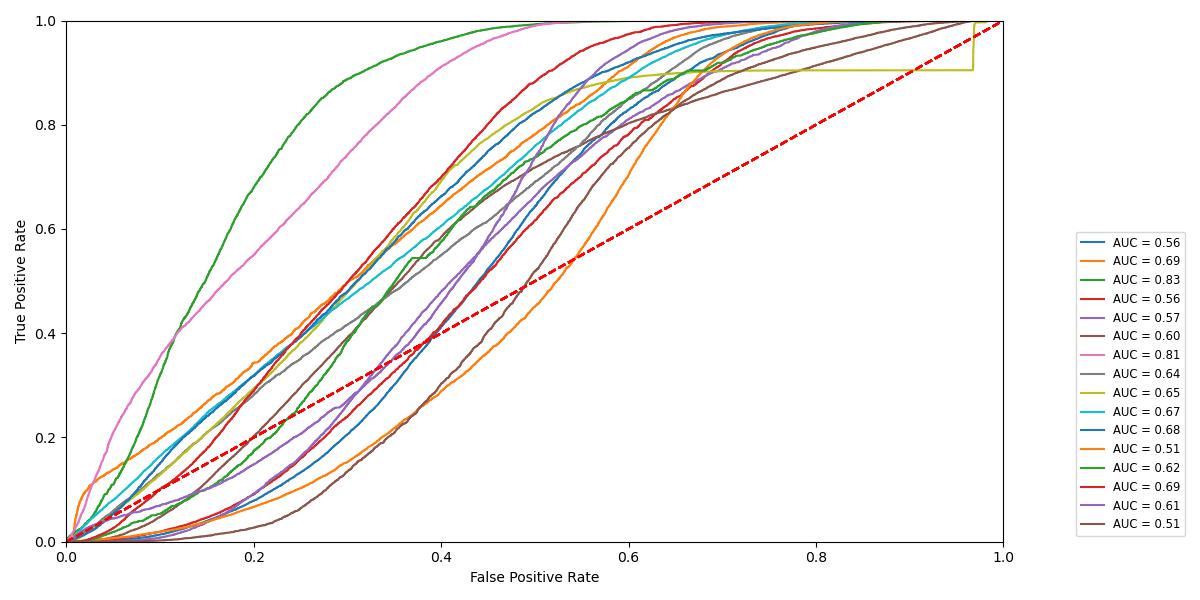 1.0
0.8
0.6
0.4
0.2
0.0
True Positive Rate
0.0 0.2 0.4 0.6 0.8 1.0
False Positive Rate
AUC = 0.56
AUC = 0.69
AUC = 0.83
AUC = 0.56
AUC = 0.57
AUC = 0.60
AUC = 0.81
AUC = 0.64
AUC = 0.65
AUC = 0.67
AUC = 0.68
AUC = 0.51
AUC = 0.62
AUC = 0.69
AUC = 0.61
AUC = 0.51